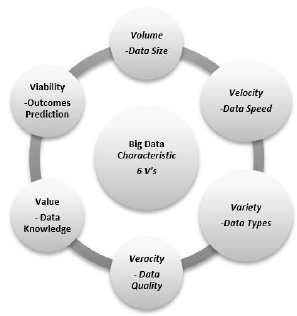 Volume
-Data Size
Velocity
-Data Speed
Variety
-Data Types
Veracity
- Data
Quality
Value
- Data
Knowledge
Viability
-Outcomes
Prediction
Big Data
Characteristic
6 V's